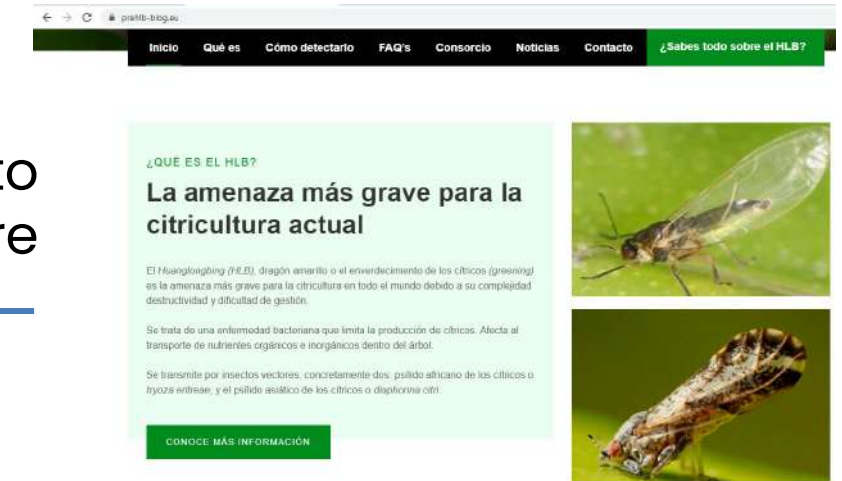 prehlb-blog.eu
Inicio Qué es Cómo detectarlo FAQ's Consorcio Noticias Contacto ¿Sabes todo sobre el HLB?
to
re
¿QUÉ ES EL HLB?
La amenaza más grave para la
citricultura actual
El Huanglongbing (HLB), dragón amarillo o el enverdecimiento de los cítricos (greening)
es la amenaza más grave para la citricultura en todo el mundo debido a su complejidad
destructividad y dificultad de gestión.
Se trata de una enfermedad bacteriana que limita la producción de cítricos. Afecta al
transporte de nutrientes orgánicos e inorgánicos dentro del árbol.
Se transmite por insectos vectores, concretamente dos: psílido africano de los cítricos o
tryoza eritreae, y el psílido asiático de los cítricos o diaphorina citri.
CONOCE MÁS INFORMACIÓN